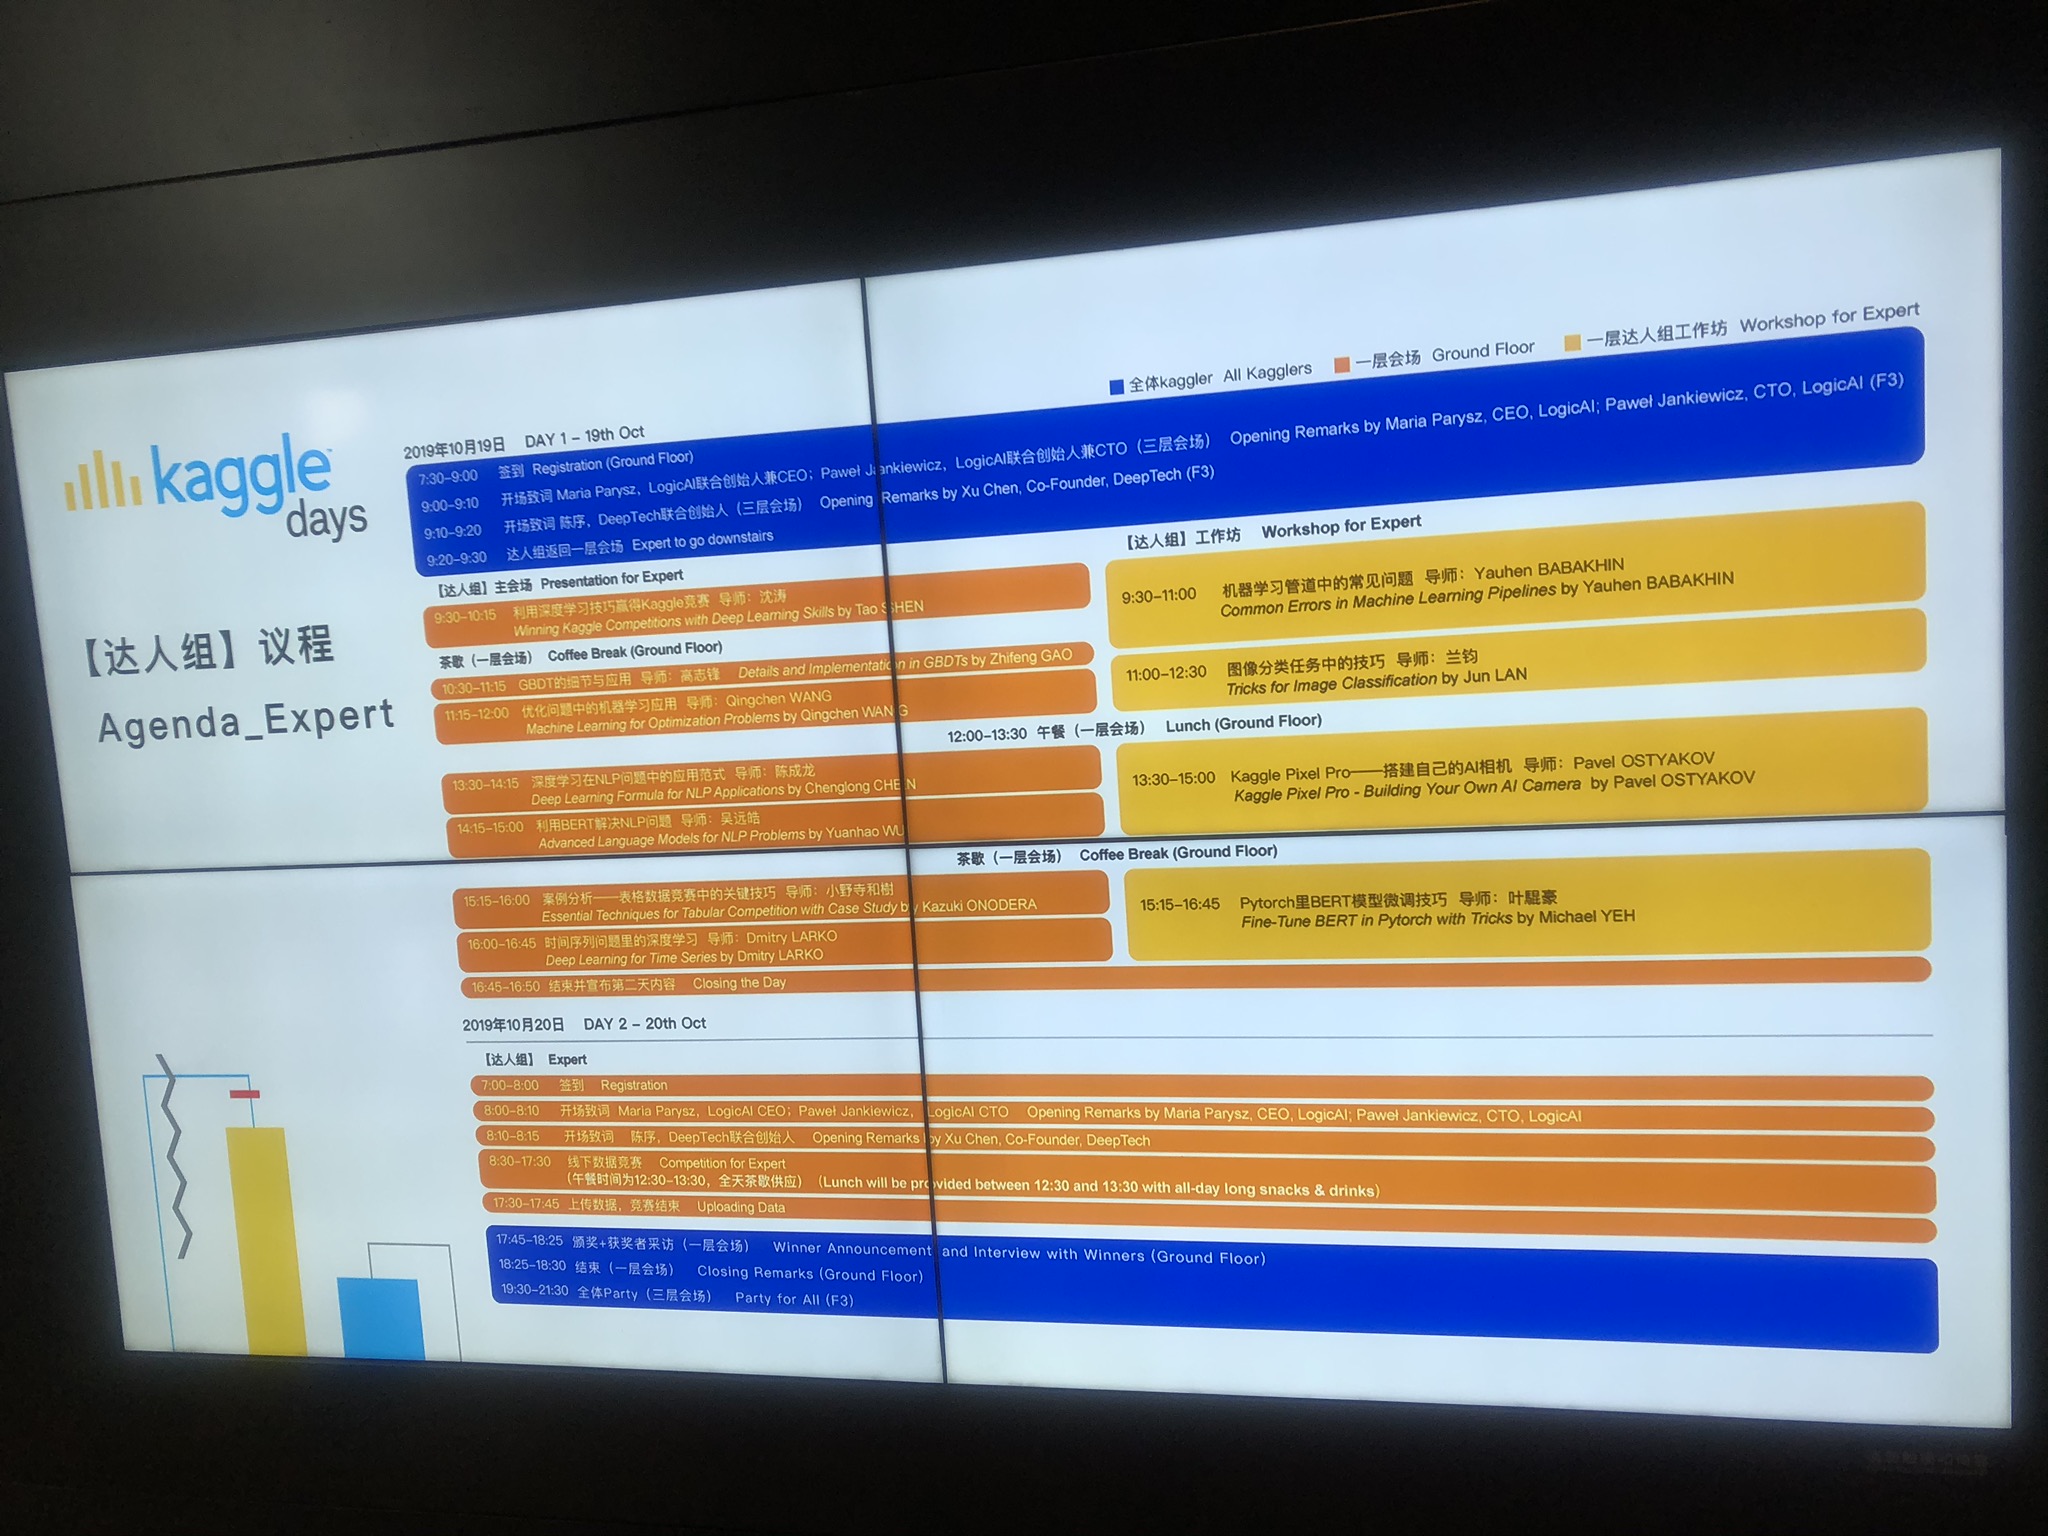 kaggle
days
【达人组】议程
Agenda_Expert
全体kaggler All Kagglers
一层会场 Ground Floor
一层达人组工作坊 Workshop for Expert
2019年10月19日 DAY 1 – 19th Oct
7:30–9:00 签到 Registration (Ground Floor)
9:00–9:10 开场致词 Maria Parysz，LogicAI联合创始人兼CEO；Paweł Jankiewicz，LogicAI联合创始人兼CTO（三层会场） Opening Remarks by Maria Parysz, CEO, LogicAI; Paweł Jankiewicz, CTO, LogicAI (F3)
9:10–9:20 开场致词 陈序，DeepTech联合创始人（三层会场） Opening Remarks by Xu Chen, Co-Founder, DeepTech (F3)
9:20–9:30 达人组返回一层会场 Expert to go downstairs
【达人组】主会场 Presentation for Expert
9:30–10:15 利用深度学习技巧赢得Kaggle竞赛 导师：沈涛
Winning Kaggle Competitions with Deep Learning Skills by Tao SHEN
茶歇（一层会场） Coffee Break (Ground Floor)
10:30–11:15 GBDT的细节与应用 导师：高志锋 Details and Implementation in GBDTs by Zhifeng GAO
11:15–12:00 优化问题中的机器学习应用 导师：Qingchen WANG
Machine Learning for Optimization Problems by Qingchen WANG
【达人组】工作坊 Workshop for Expert
9:30–11:00 机器学习管道中的常见问题 导师：Yauhen BABAKHIN
Common Errors in Machine Learning Pipelines by Yauhen BABAKHIN
11:00–12:30 图像分类任务中的技巧 导师：兰钧
Tricks for Image Classification by Jun LAN
12:00–13:30 午餐（一层会场） Lunch (Ground Floor)
13:30–14:15 深度学习在NLP问题中的应用范式 导师：陈成龙
Deep Learning Formula for NLP Applications by Chenglong CHEN
14:15–15:00 利用BERT解决NLP问题 导师：吴远皓
Advanced Language Models for NLP Problems by Yuanhao WU
13:30–15:00 Kaggle Pixel Pro——搭建自己的AI相机 导师：Pavel OSTYAKOV
Kaggle Pixel Pro - Building Your Own AI Camera by Pavel OSTYAKOV
茶歇（一层会场） Coffee Break (Ground Floor)
15:15–16:00 案例分析——表格数据竞赛中的关键技巧 导师：小野寺和樹
Essential Techniques for Tabular Competition with Case Study by Kazuki ONODERA
16:00–16:45 时间序列问题里的深度学习 导师：Dmitry LARKO
Deep Learning for Time Series by Dmitry LARKO
15:15–16:45 Pytorch里BERT模型微调技巧 导师：叶騉豪
Fine-Tune BERT in Pytorch with Tricks by Michael YEH
16:45–16:50 结束并宣布第二天内容 Closing the Day
2019年10月20日 DAY 2 – 20th Oct
【达人组】 Expert
7:00–8:00 签到 Registration
8:00–8:10 开场致词 Maria Parysz，LogicAI CEO；Paweł Jankiewicz，LogicAI CTO Opening Remarks by Maria Parysz, CEO, LogicAI; Paweł Jankiewicz, CTO, LogicAI
8:10–8:15 开场致词 陈序，DeepTech联合创始人 Opening Remarks by Xu Chen, Co-Founder, DeepTech
8:30–17:30 线下数据竞赛 Competition for Expert
（午餐时间为12:30–13:30，全天茶歇供应）（Lunch will be provided between 12:30 and 13:30 with all-day long snacks & drinks）
17:30–17:45 上传数据，竞赛结束 Uploading Data
17:45–18:25 颁奖+获奖者采访（一层会场） Winner Announcement and Interview with Winners (Ground Floor)
18:25–18:30 结束（一层会场） Closing Remarks (Ground Floor)
19:30–21:30 全体Party（三层会场） Party for All (F3)